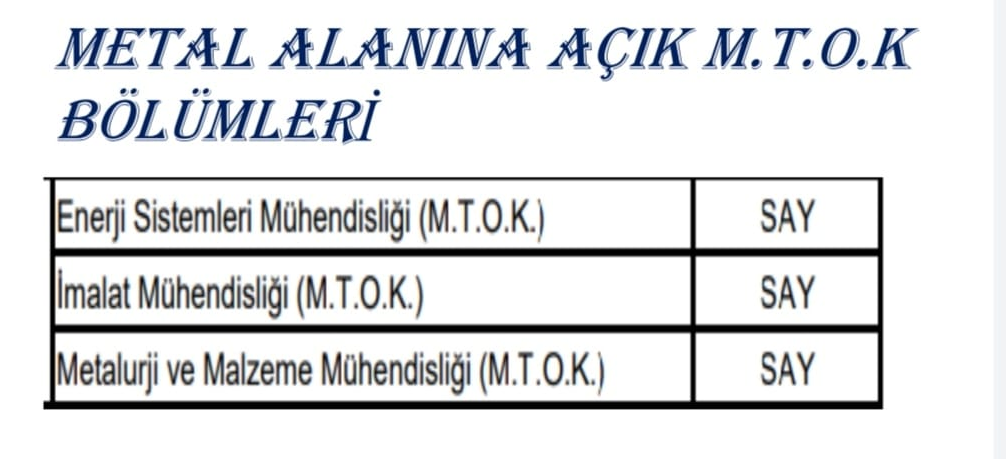 METAL ALANINA AÇIK M.T.O.K
BÖLÜMLERİ
Enerji Sistemleri Mühendisliği (M.T.O.K.) SAY
İmalat Mühendisliği (M.T.O.K.) SAY
Metalurji ve Malzeme Mühendisliği (M.T.O.K.) SAY